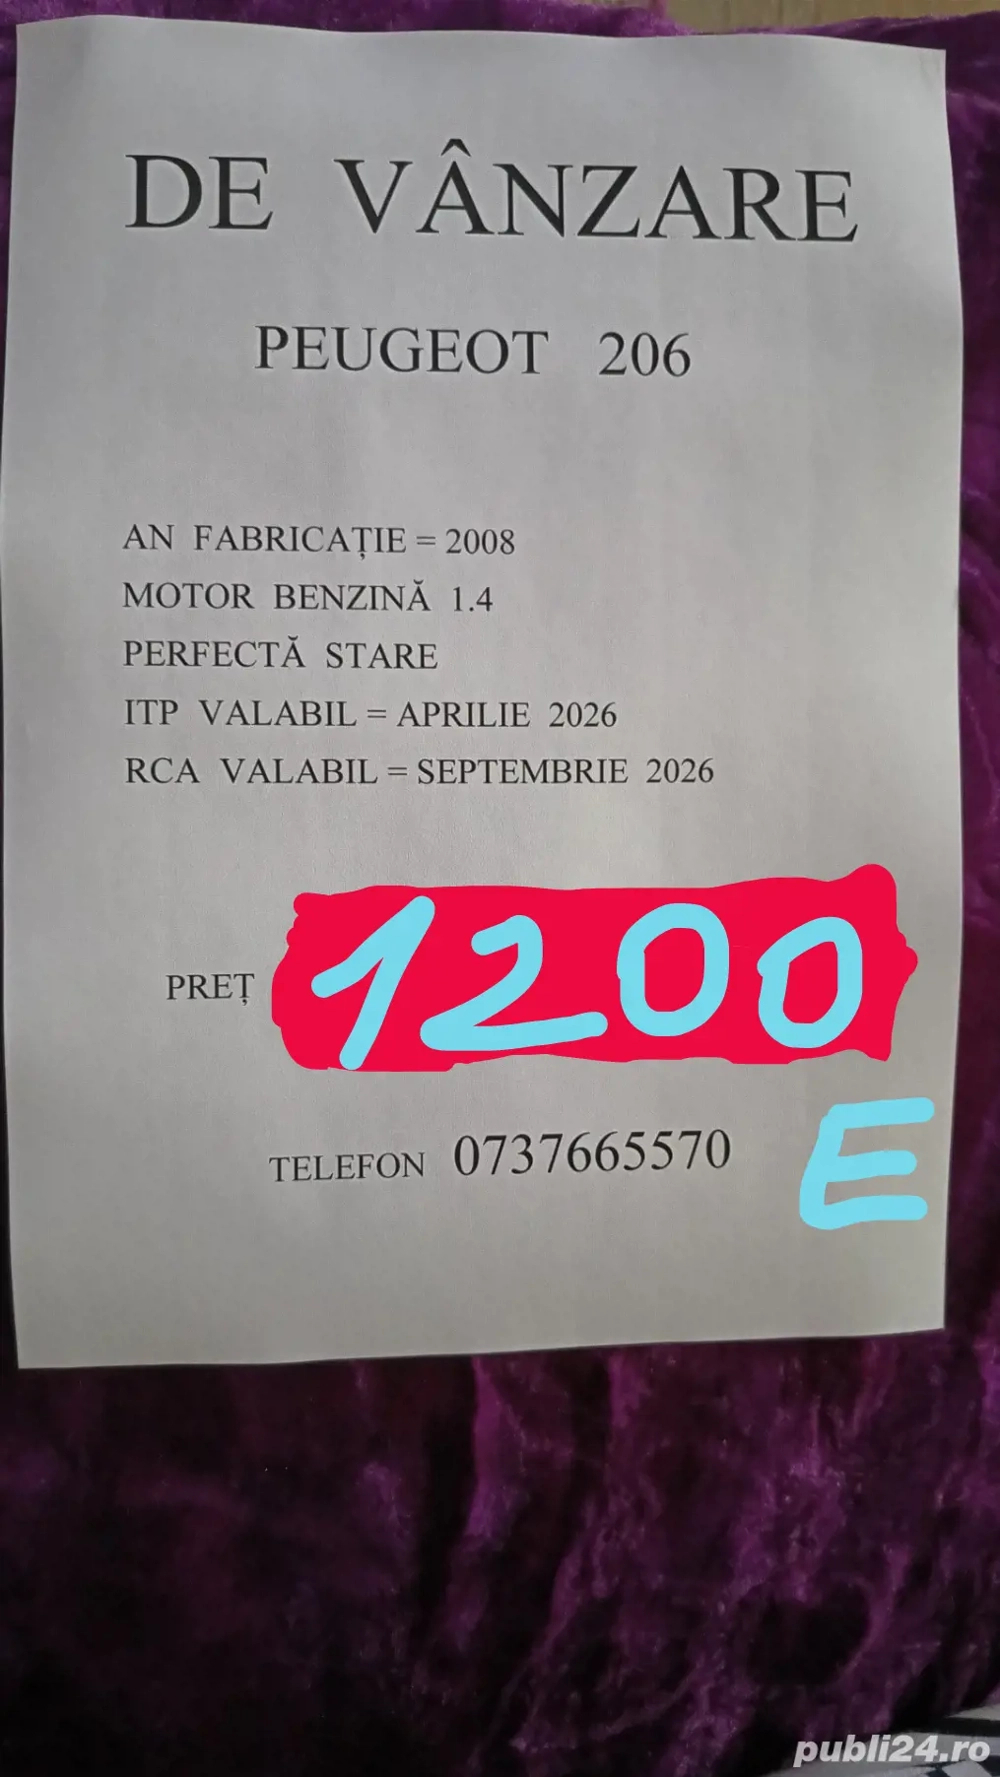 DE VÂNZARE
PEUGEOT 206
AN FABRICAȚIE = 2008
MOTOR BENZINĂ 1.4
PERFECTĂ STARE
ITP VALABIL = APRILIE 2026
RCA VALABIL = SEPTEMBRIE 2026
PREȚ 1200
E
TELEFON 0737665570
publi24.ro